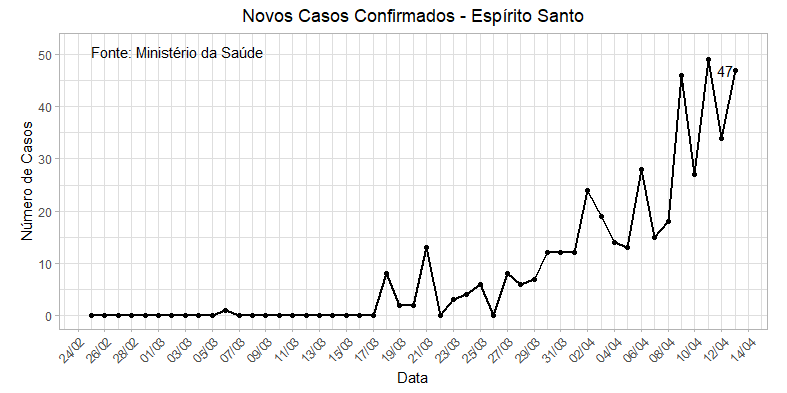 Novos Casos Confirmados - Espírito Santo
Fonte: Ministério da Saúde
47
Número de Casos
50
40
30
20
10
0
24/02 26/02 28/02 01/03 03/03 05/03 07/03 09/03 11/03 13/03 15/03 17/03 19/03 21/03 23/03 25/03 27/03 29/03 31/03 02/04 04/04 06/04 08/04 10/04 12/04 14/04
Data